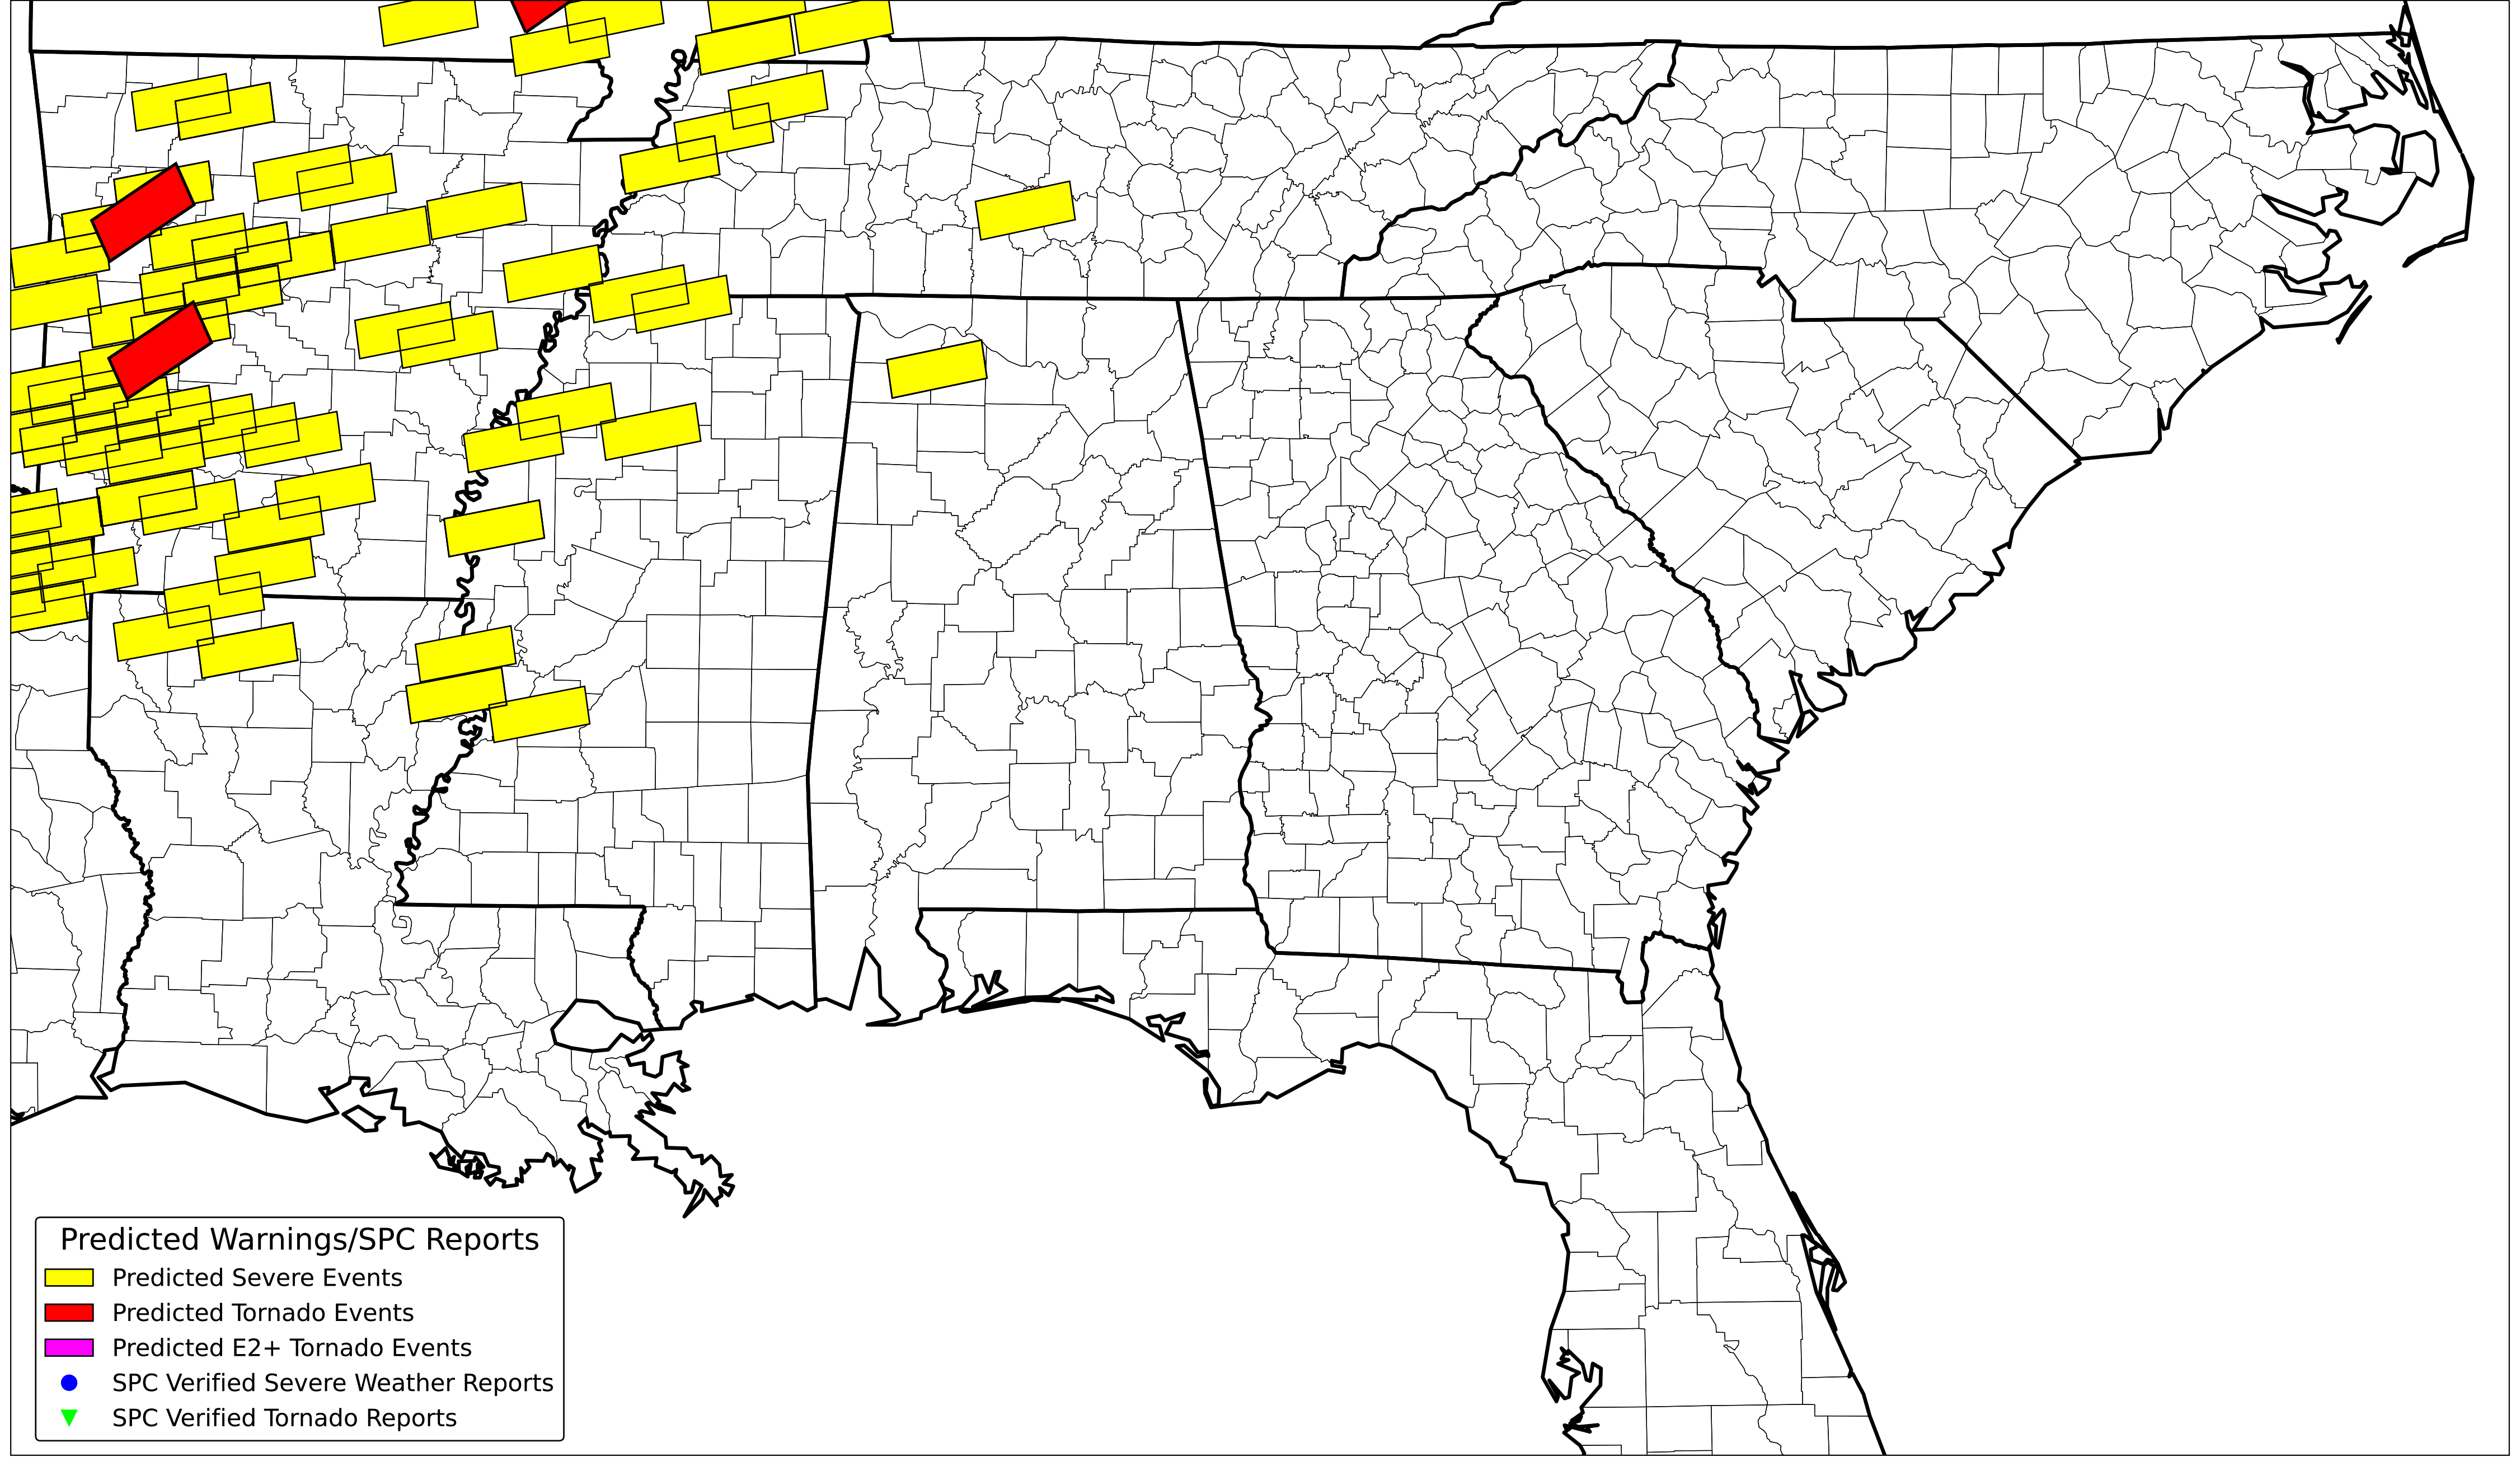 Predicted Warnings/SPC Reports
Predicted Severe Events
Predicted Tornado Events
Predicted E2+ Tornado Events
SPC Verified Severe Weather Reports
SPC Verified Tornado Reports